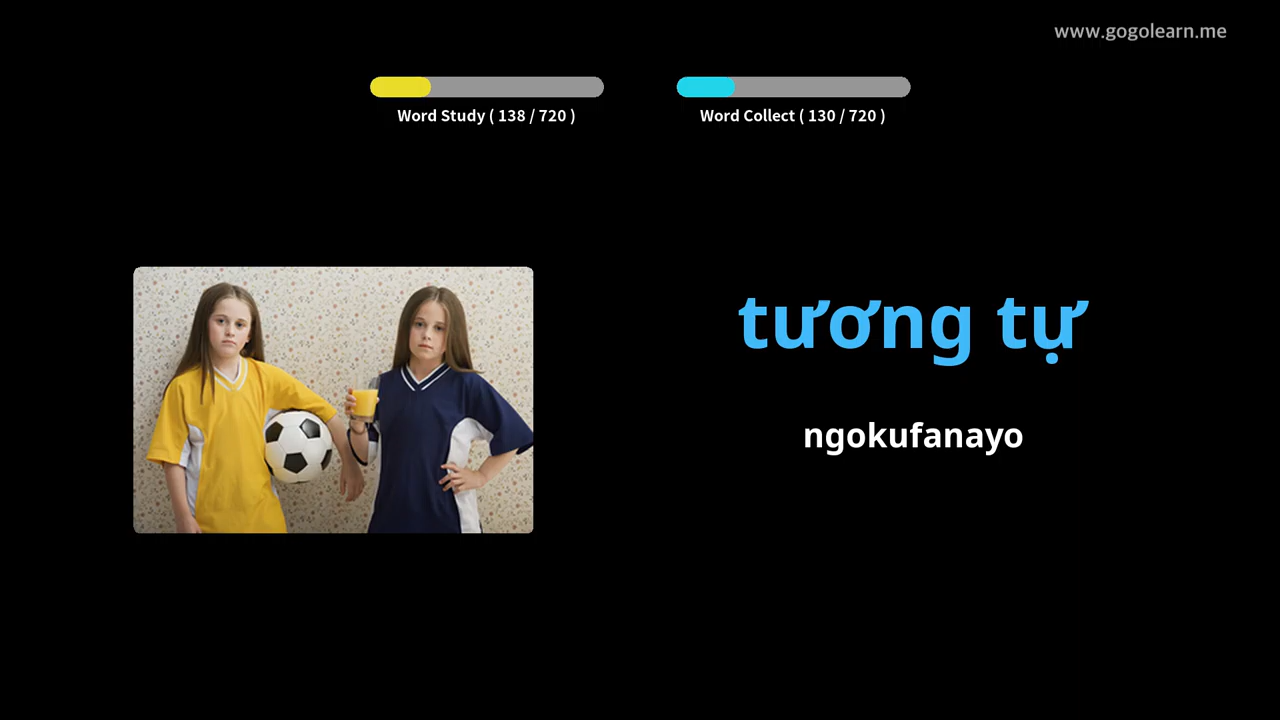 www.gogolearn.me
Word Study ( 138 / 720 )
Word Collect ( 130 / 720 )
tương tự
ngokufanayo